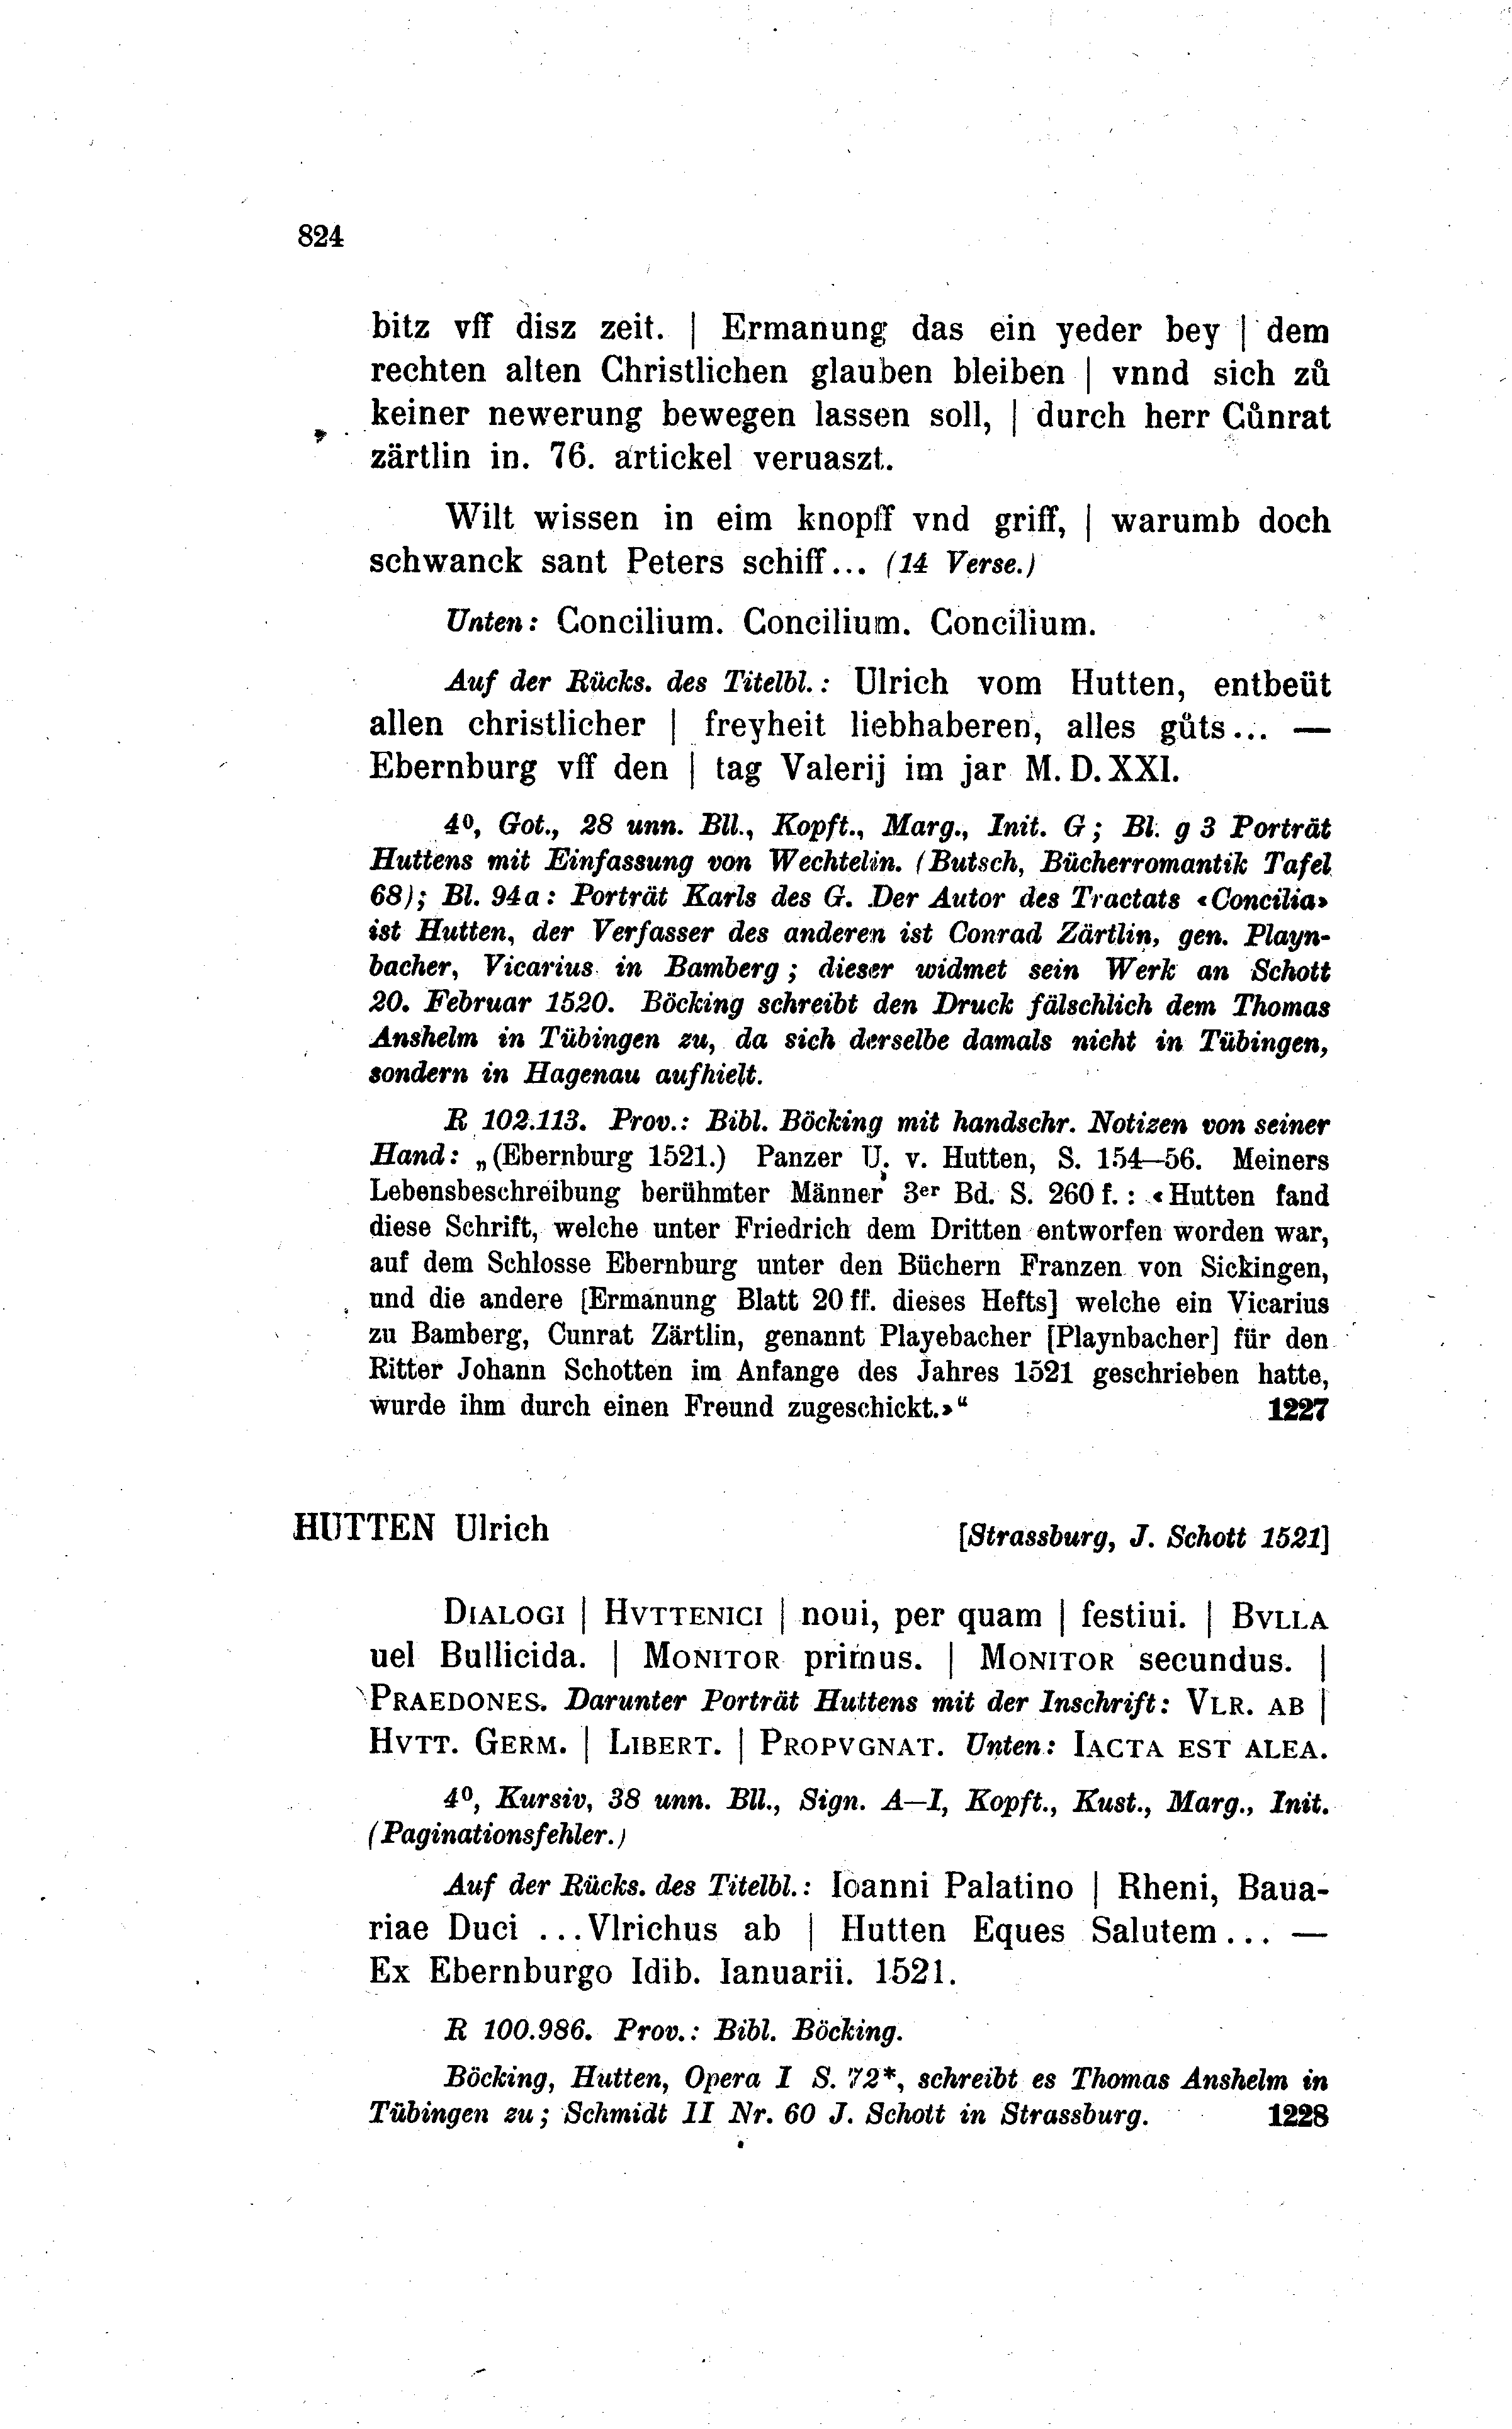 824
bitz vff disz zeit. | Ermanung das ein yeder bey | dem
rechten alten Christlichen glauben bleiben | vnnd sich zů
keiner newerung bewegen lassen soll, | durch herr Cůnrat
zärtlin in. 76. artickel veruaszt.
Wilt wissen in eim knopff vnd griff, | warumb doch
schwanck sant Peters schiff... (14 Verse.)
Unten: Concilium. Concilium. Concilium.
Auf der Rücks. des Titelbl.: Ulrich vom Hutten, entbeüt
allen christlicher | freyheit liebhaberen, alles gůts... —
Ebernburg vff den | tag Valerij im jar M. D. XXI.
4º, Got., 28 unn. Bll., Kopft., Marg., Init. G; Bl. g 3 Porträt
Huttens mit Einfassung von Wechtelin. (Butsch, Bücherromantik Tafel
68); Bl. 94a: Porträt Karls des G. Der Autor des Tractats «Concilia»
ist Hutten, der Verfasser des anderen ist Conrad Zärtlin, gen. Playn-
bacher, Vicarius in Bamberg; dieser widmet sein Werk an Schott
20. Februar 1520. Böcking schreibt den Druck fälschlich dem Thomas
Anshelm in Tübingen zu, da sich derselbe damals nicht in Tübingen,
sondern in Hagenau aufhielt.
R 102.113. Prov.: Bibl. Böcking mit handschr. Notizen von seiner
Hand: „(Ebernburg 1521.) Panzer U. v. Hutten, S. 154—56. Meiners
Lebensbeschreibung berühmter Männer 3er Bd. S. 260 f.: «Hutten fand
diese Schrift, welche unter Friedrich dem Dritten entworfen worden war,
auf dem Schlosse Ebernburg unter den Büchern Franzen von Sickingen,
und die andere [Ermanung Blatt 20 ff. dieses Hefts] welche ein Vicarius
zu Bamberg, Cunrat Zärtlin, genannt Playebacher [Playnbacher] für den
Ritter Johann Schotten im Anfange des Jahres 1521 geschrieben hatte,
wurde ihm durch einen Freund zugeschickt.»“ 1227
HUTTEN Ulrich [Strassburg, J. Schott 1521]
DIALOGI | HVTTENICI | noui, per quam | festiui. | BVLLA
uel Bullicida. | MONITOR primus. | MONITOR secundus. |
PRAEDONES. Darunter Porträt Huttens mit der Inschrift: VLR. AB |
HVTT. GERM. | LIBERT. | PROPVGNAT. Unten: IACTA EST ALEA.
4º, Kursiv, 38 unn. Bll., Sign. A—I, Kopft., Kust., Marg., Init.
(Paginationsfehler.)
Auf der Rücks. des Titelbl.: Ioanni Palatino | Rheni, Baua-
riae Duci ...Vlrichus ab | Hutten Eques Salutem... —
Ex Ebernburgo Idib. Ianuarii. 1521.
R 100.986. Prov.: Bibl. Böcking.
Böcking, Hutten, Opera I S. 72*, schreibt es Thomas Anshelm in
Tübingen zu; Schmidt II Nr. 60 J. Schott in Strassburg. 1228